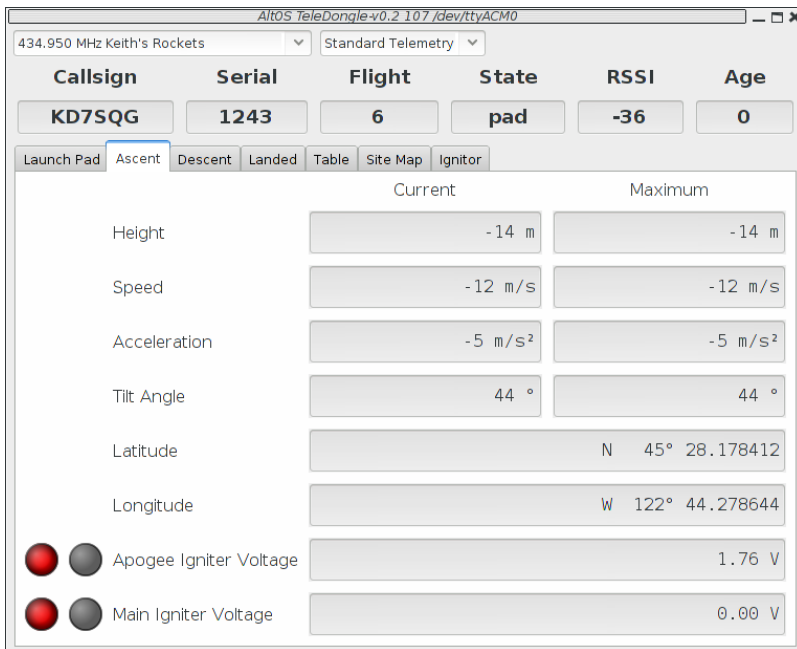 AltOS TeleDongle-v0.2 107 /dev/ttyACM0
434.950 MHz Keith's Rockets Standard Telemetry
Callsign Serial Flight State RSSI Age
KD7SQG 1243 6 pad -36 0
Launch Pad Ascent Descent Landed Table Site Map Ignitor
Current Maximum
Height -14 m -14 m
Speed -12 m/s -12 m/s
Acceleration -5 m/s² -5 m/s²
Tilt Angle 44 ° 44 °
Latitude N 45° 28.178412
Longitude W 122° 44.278644
Apogee Igniter Voltage 1.76 V
Main Igniter Voltage 0.00 V